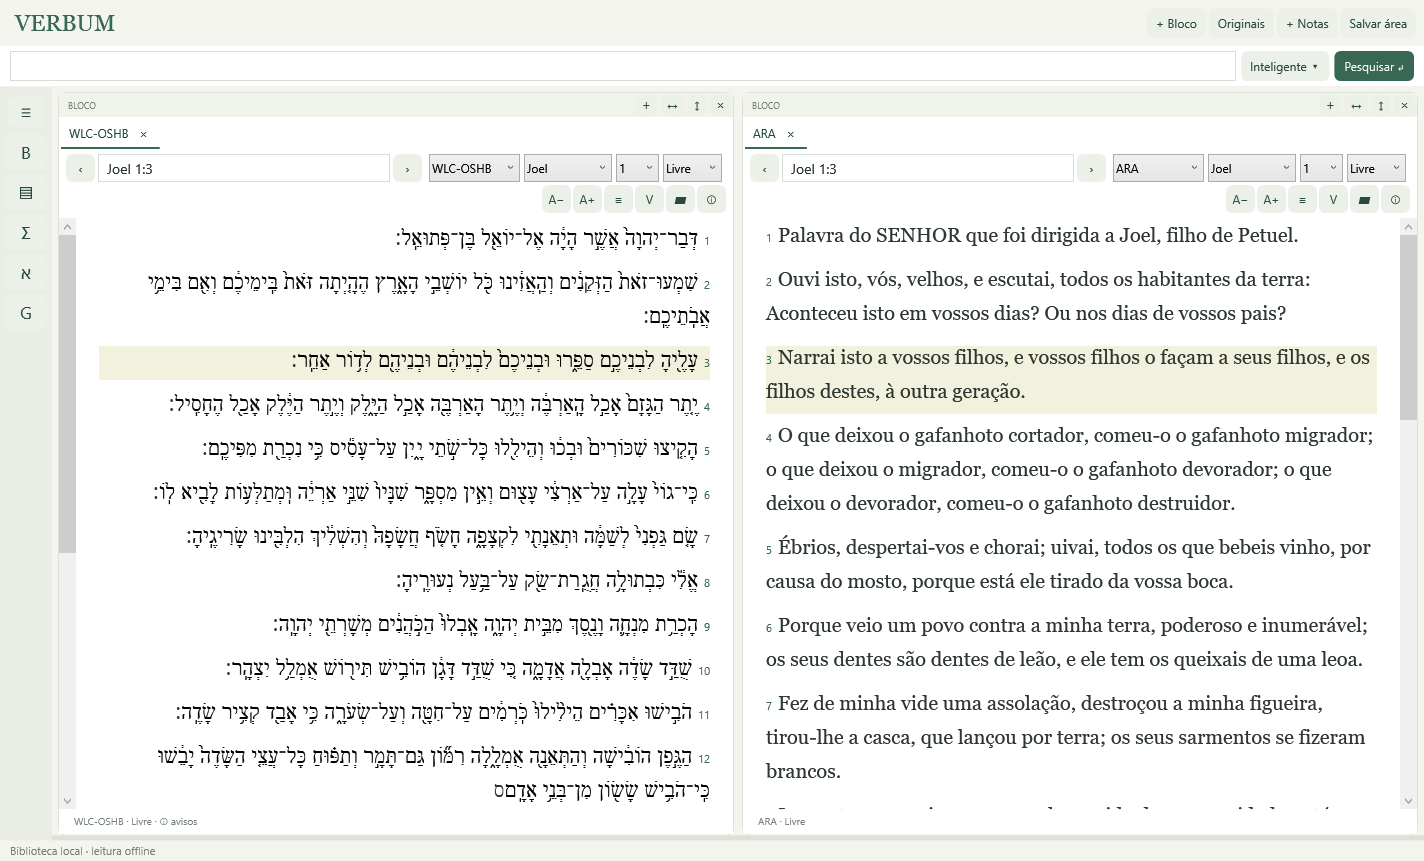 VERBUM
+ Bloco Originais + Notas Salvar área
Inteligente ▾ Pesquisar ↲
BLOCO + ↔ ↕ ×
WLC-OSHB ×
‹ Joel 1:3 › WLC-OSHB Joel 1 Livre
A− A+ ≡ V ▰ ⓘ
1 דְּבַר־יְהוָה֙ אֲשֶׁ֣ר הָיָ֔ה אֶל־יוֹאֵ֖ל בֶּן־פְּתוּאֵֽל׃
2 שִׁמְעוּ־זֹאת֙ הַזְּקֵנִ֔ים וְהַֽאֲזִ֔ינוּ כֹּ֖ל יוֹשְׁבֵ֣י הָאָ֑רֶץ הֶהָ֤יְתָה זֹּאת֙ בִּֽימֵיכֶ֔ם וְאִ֖ם בִּימֵ֥י
אֲבֹֽתֵיכֶֽם׃
3 עָלֶ֖יהָ לִבְנֵיכֶ֣ם סַפֵּ֑רוּ וּבְנֵיכֶם֙ לִבְנֵיהֶ֔ם וּבְנֵיהֶ֖ם לְד֥וֹר אַחֵֽר׃
4 יֶ֤תֶר הַגָּזָם֙ אָכַ֣ל הָֽאַרְבֶּ֔ה וְיֶ֥תֶר הָאַרְבֶּ֖ה אָכַ֣ל הַיָּ֑לֶק וְיֶ֣תֶר הַיֶּ֔לֶק אָכַ֖ל הֶחָסִֽיל׃
5 הָקִ֤יצוּ שִׁכּוֹרִים֙ וּבְכ֔וּ וְהֵילִ֖לוּ כָּל־שֹׁ֣תֵי יָ֑יִן עַל־עָסִ֕יס כִּ֥י נִכְרַ֖ת מִפִּיכֶֽם׃
6 כִּֽי־גוֹי֙ עָלָ֣ה עַל־אַרְצִ֔י עָצ֖וּם וְאֵ֣ין מִסְפָּ֑ר שִׁנָּיו֙ שִׁנֵּ֣י אַרְיֵ֔ה וּֽמְתַלְּע֥וֹת לָבִ֖יא לֽוֹ׃
7 שָׂ֤ם גַּפְנִי֙ לְשַׁמָּ֔ה וּתְאֵנָתִ֖י לִקְצָפָ֑ה חָשֹׂ֤ף חֲשָׂפָהּ֙ וְהִשְׁלִ֔יךְ הִלְבִּ֖ינוּ שָׂרִיגֶֽיהָ׃
8 אֱלִ֕י כִּבְתוּלָ֥ה חֲגֻֽרַת־שַׂ֖ק עַל־בַּ֥עַל נְעוּרֶֽיהָ׃
9 הָכְרַ֥ת מִנְחָ֛ה וָנֶ֖סֶךְ מִבֵּ֣ית יְהוָ֑ה אָֽבְלוּ֙ הַכֹּ֣הֲנִ֔ים מְשָׁרְתֵ֖י יְהוָֽה׃
10 שֻׁדַּ֣ד שָׂדֶ֔ה אָבְלָ֖ה אֲדָמָ֑ה כִּ֚י שֻׁדַּ֣ד דָּגָ֔ן הוֹבִ֥ישׁ תִּיר֖וֹשׁ אֻמְלַ֥ל יִצְהָֽר׃
11 הֹבִ֣ישׁוּ אִכָּרִ֗ים הֵילִ֙ילוּ֙ כֹּֽרְמִ֔ים עַל־חִטָּ֖ה וְעַל־שְׂעֹרָ֑ה כִּ֥י אָבַ֖ד קְצִ֥יר שָׂדֶֽה׃
12 הַגֶּ֣פֶן הוֹבִ֔ישָׁה וְהַתְּאֵנָ֖ה אֻמְלָ֑לָה רִמּ֞וֹן גַּם־תָּמָ֣ר וְתַפּ֗וּחַ כָּל־עֲצֵ֤י הַשָּׂדֶה֙ יָבֵ֔שׁוּ
כִּֽי־הֹבִ֥ישׁ שָׂשׂ֖וֹן מִן־בְּנֵ֥י אָדָֽםס
WLC-OSHB · Livre · ⓘ avisos
BLOCO + ↔ ↕ ×
ARA ×
‹ Joel 1:3 › ARA Joel 1 Livre
A− A+ ≡ V ▰ ⓘ
1 Palavra do SENHOR que foi dirigida a Joel, filho de Petuel.
2 Ouvi isto, vós, velhos, e escutai, todos os habitantes da terra:
Aconteceu isto em vossos dias? Ou nos dias de vossos pais?
3 Narrai isto a vossos filhos, e vossos filhos o façam a seus filhos, e os
filhos destes, à outra geração.
4 O que deixou o gafanhoto cortador, comeu-o o gafanhoto migrador;
o que deixou o migrador, comeu-o o gafanhoto devorador; o que
deixou o devorador, comeu-o o gafanhoto destruidor.
5 Ébrios, despertai-vos e chorai; uivai, todos os que bebeis vinho, por
causa do mosto, porque está ele tirado da vossa boca.
6 Porque veio um povo contra a minha terra, poderoso e inumerável;
os seus dentes são dentes de leão, e ele tem os queixais de uma leoa.
7 Fez de minha vide uma assolação, destroçou a minha figueira,
tirou-lhe a casca, que lançou por terra; os seus sarmentos se fizeram
brancos.
ARA · Livre
☰
B
▤
Σ
א
G
Biblioteca local · leitura offline